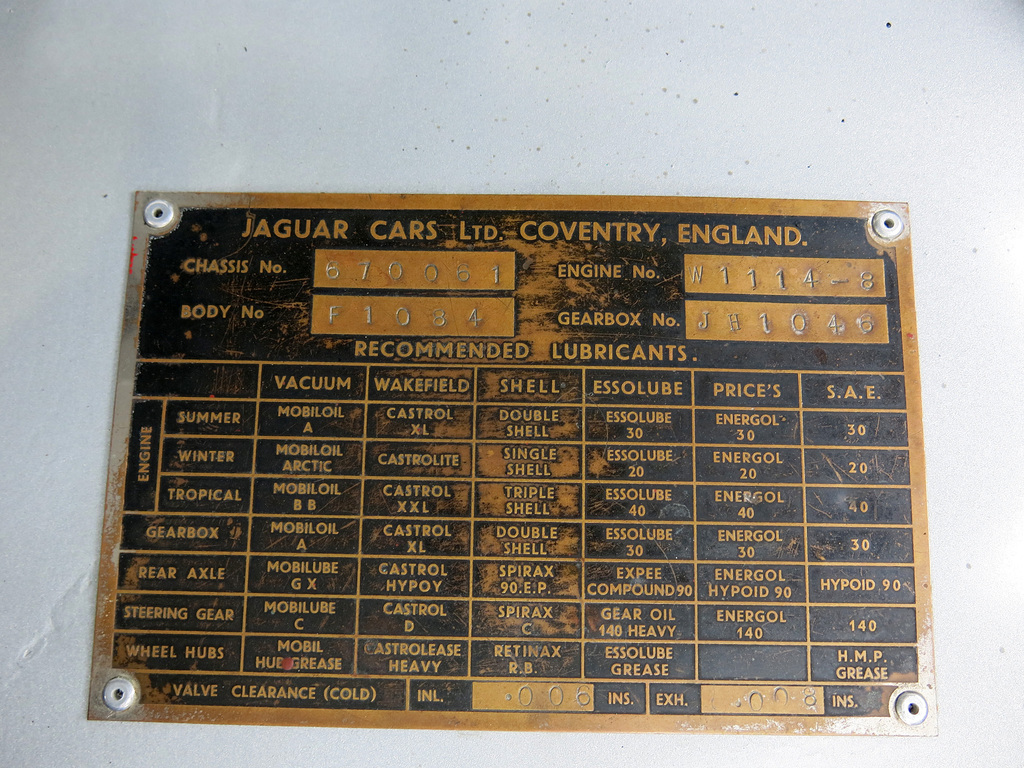 JAGUAR CARS LTD. COVENTRY, ENGLAND.
CHASSIS No. 670061 ENGINE No. W1114-8
BODY No F1084 GEARBOX No. JH1046
RECOMMENDED LUBRICANTS.
VACUUM WAKEFIELD SHELL ESSOLUBE PRICE'S S.A.E.
ENGINE
SUMMER MOBILOIL A CASTROL XL DOUBLE SHELL ESSOLUBE 30 ENERGOL 30 30
WINTER MOBILOIL ARCTIC CASTROLITE SINGLE SHELL ESSOLUBE 20 ENERGOL 20 20
TROPICAL MOBILOIL BB CASTROL XXL TRIPLE SHELL ESSOLUBE 40 ENERGOL 40 40
GEARBOX MOBILOIL A CASTROL XL DOUBLE SHELL ESSOLUBE 30 ENERGOL 30 30
REAR AXLE MOBILUBE GX CASTROL HYPOY SPIRAX 90.E.P. EXPEE COMPOUND 90 ENERGOL HYPOID 90 HYPOID 90
STEERING GEAR MOBILUBE C CASTROL D SPIRAX C GEAR OIL 140 HEAVY ENERGOL 140 140
WHEEL HUBS MOBIL HUB GREASE CASTROLEASE HEAVY RETINAX R.B. ESSOLUBE GREASE H.M.P. GREASE
VALVE CLEARANCE (COLD) INL. .006 INS. EXH. .008 INS.